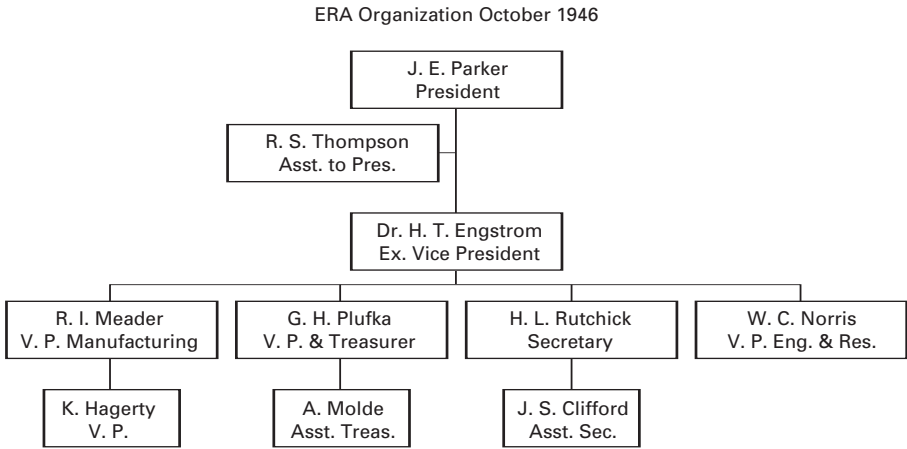 ERA Organization October 1946
J. E. Parker
President
R. S. Thompson
Asst. to Pres.
Dr. H. T. Engstrom
Ex. Vice President
R. I. Meader
V. P. Manufacturing
G. H. Plufka
V. P. & Treasurer
H. L. Rutchick
Secretary
W. C. Norris
V. P. Eng. & Res.
K. Hagerty
V. P.
A. Molde
Asst. Treas.
J. S. Clifford
Asst. Sec.